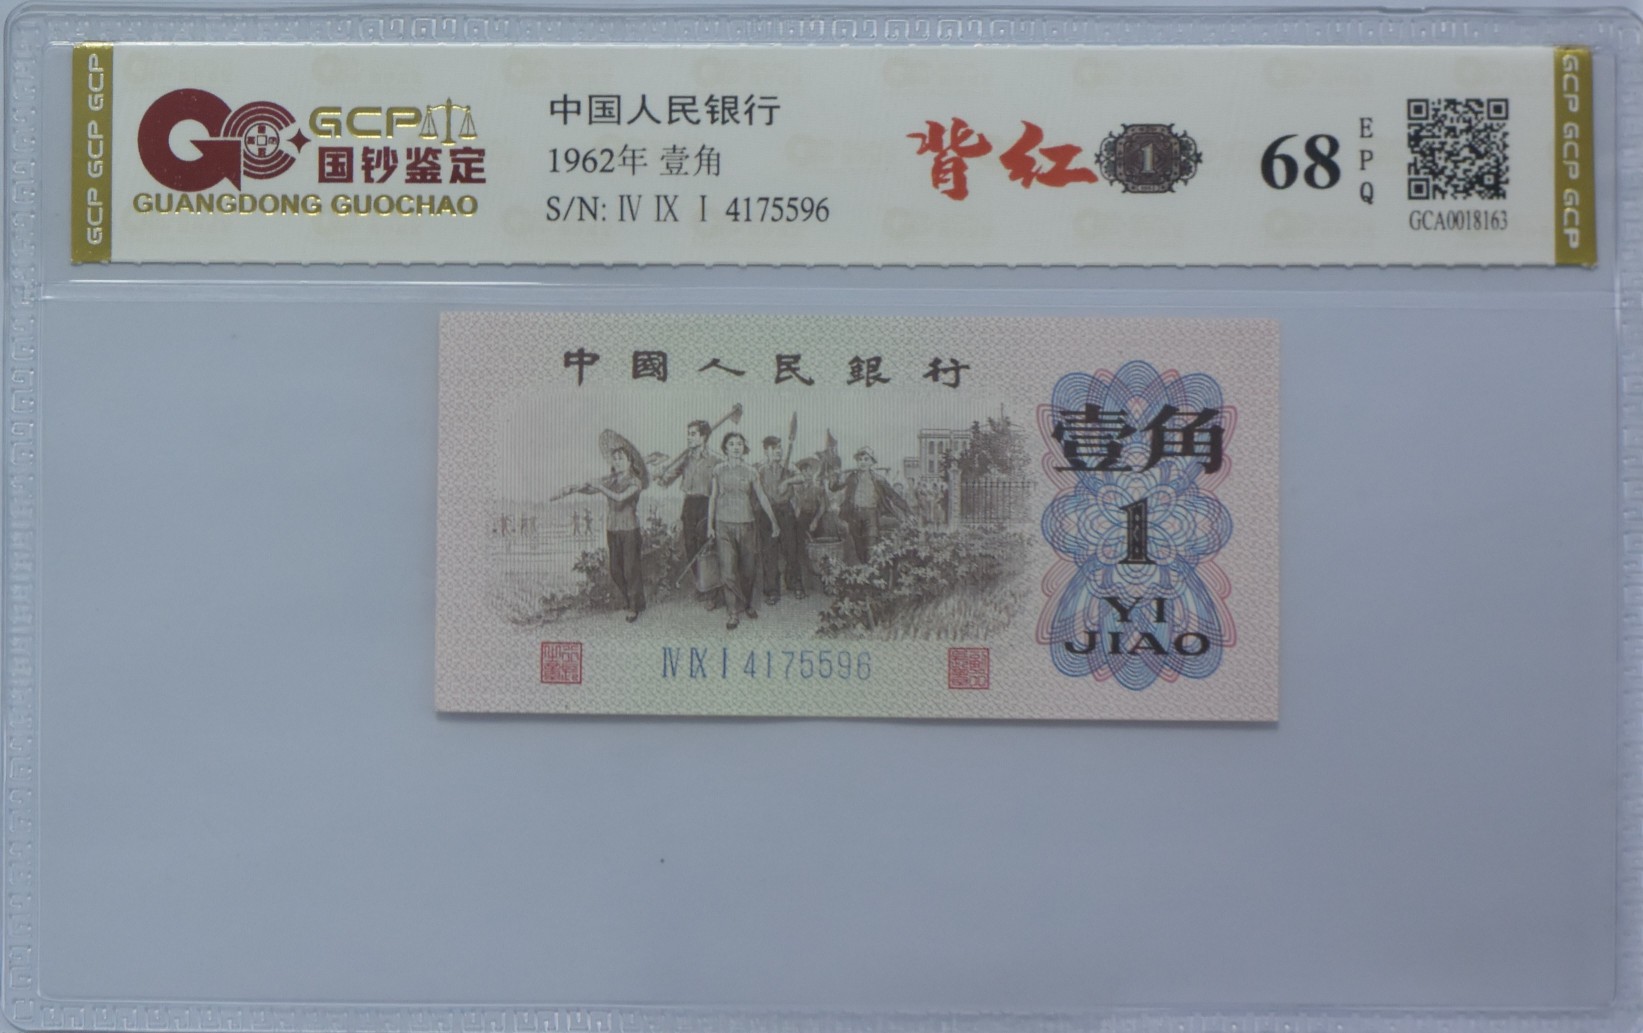 GCP GCP GCP
GCP
国钞鉴定
GUANGDONG GUOCHAO
中国人民银行
1962年 壹角
S/N: Ⅳ Ⅸ Ⅰ 4175596
背红
1
68
EPQ
GCA0018163
GCP GCP GCP
中國人民銀行
壹角
1
YI
JIAO
Ⅳ Ⅸ Ⅰ 4175596